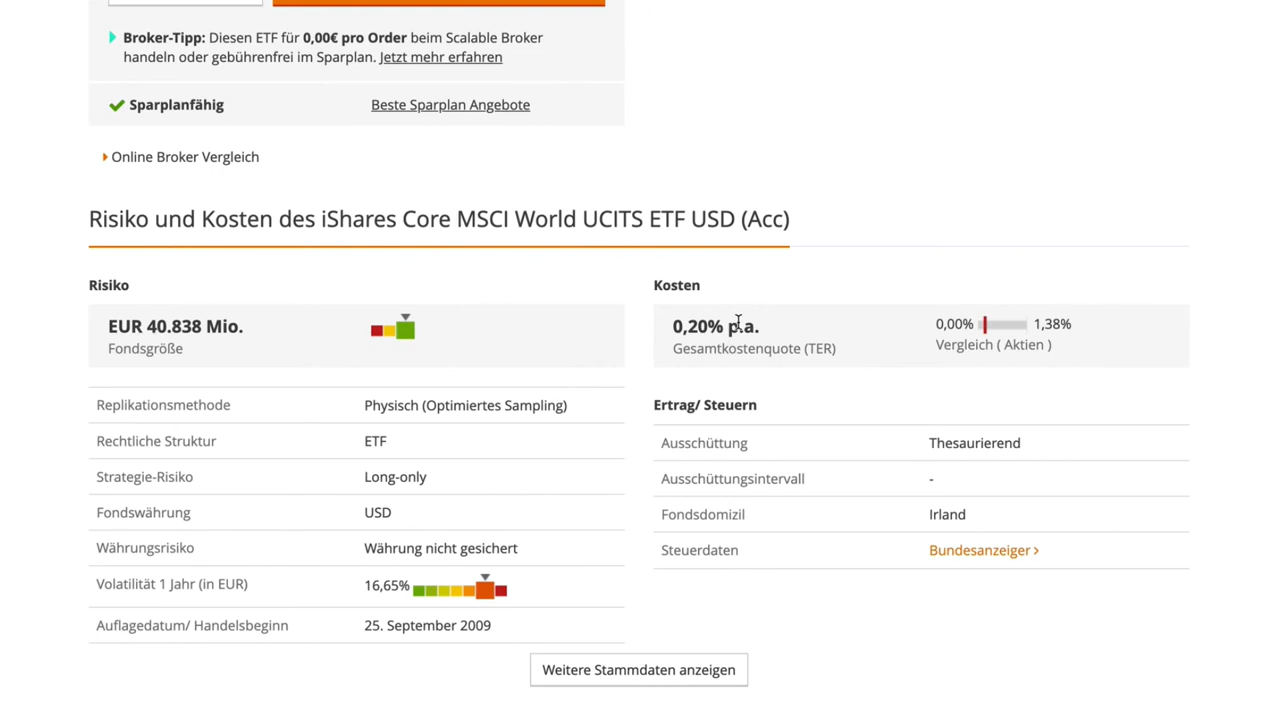 Broker-Tipp: Diesen ETF für 0,00€ pro Order beim Scalable Broker
handeln oder gebührenfrei im Sparplan. Jetzt mehr erfahren
Sparplanfähig
Beste Sparplan Angebote
Online Broker Vergleich
Risiko und Kosten des iShares Core MSCI World UCITS ETF USD (Acc)
Risiko
EUR 40.838 Mio.
Fondsgröße
Replikationsmethode Physisch (Optimiertes Sampling)
Rechtliche Struktur ETF
Strategie-Risiko Long-only
Fondswährung USD
Währungsrisiko Währung nicht gesichert
Volatilität 1 Jahr (in EUR) 16,65%
Auflagedatum/ Handelsbeginn 25. September 2009
Kosten
0,20% p.a.
Gesamtkostenquote (TER)
0,00% 1,38%
Vergleich ( Aktien )
Ertrag/ Steuern
Ausschüttung Thesaurierend
Ausschüttungsintervall -
Fondsdomizil Irland
Steuerdaten Bundesanzeiger ›
Weitere Stammdaten anzeigen